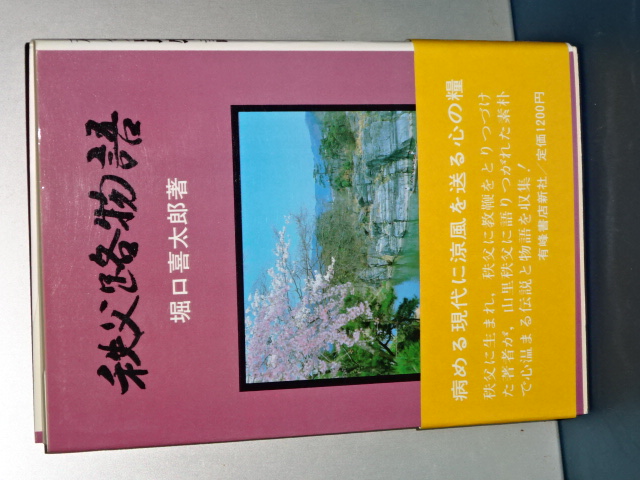 秩父路物語
堀口喜太郎著
病める現代に涼風を送る心の糧
秩父に生まれ、秩父に教鞭をとりつづけ
た著者が、山里秩父に語りつがれた素朴
で心温まる伝説と物語を収集！
有峰書店新社／定価1200円